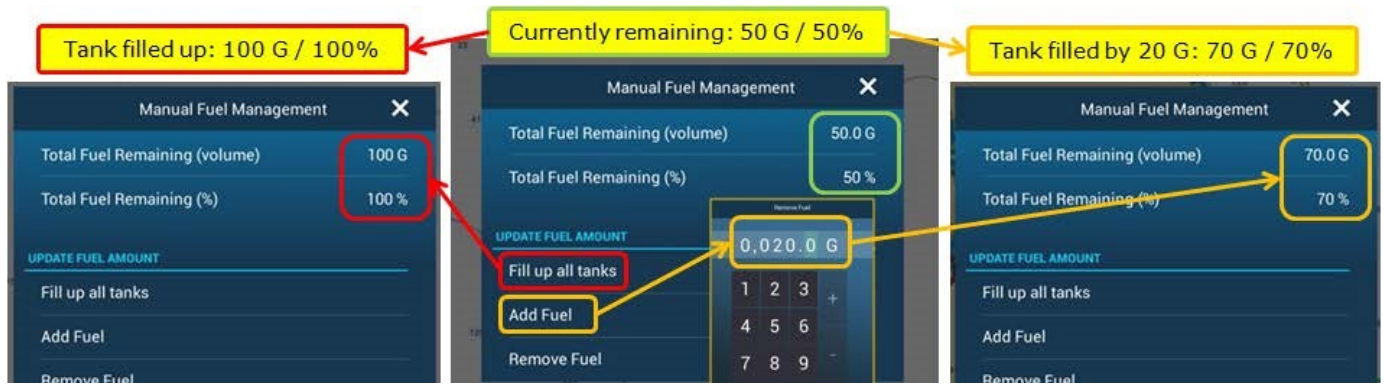 Tank filled up: 100 G / 100%
Currently remaining: 50 G / 50%
Tank filled by 20 G: 70 G / 70%
Manual Fuel Management
Total Fuel Remaining (volume) 100 G
Total Fuel Remaining (%) 100 %
UPDATE FUEL AMOUNT
Fill up all tanks
Add Fuel
Remove Fuel
Manual Fuel Management
Total Fuel Remaining (volume) 50.0 G
Total Fuel Remaining (%) 50 %
UPDATE FUEL AMOUNT
Fill up all tanks
Add Fuel
Remove Fuel
Remove Fuel
0,020.0 G
1 2 3 +
4 5 6
7 8 9 -
Manual Fuel Management
Total Fuel Remaining (volume) 70.0 G
Total Fuel Remaining (%) 70 %
UPDATE FUEL AMOUNT
Fill up all tanks
Add Fuel
Remove Fuel